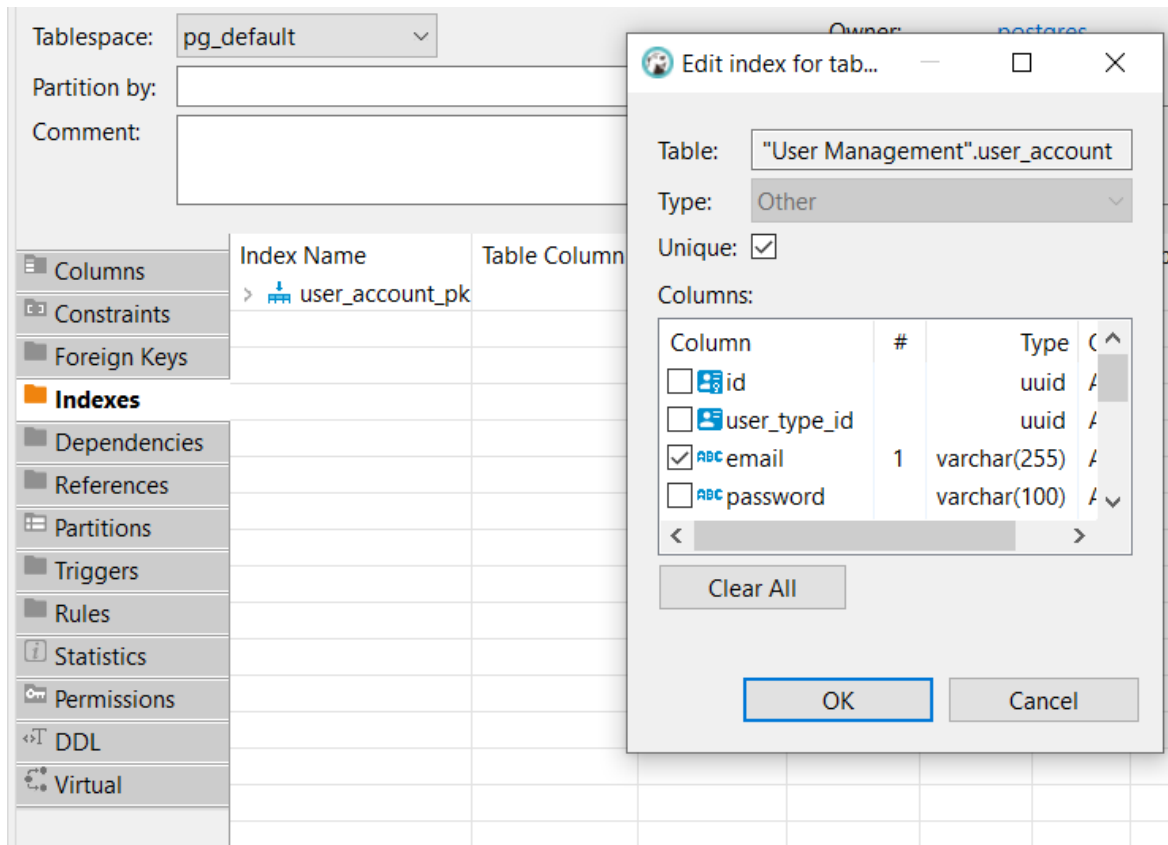 Tablespace: pg_default
Owner: postgres
Partition by:
Comment:
Columns
Constraints
Foreign Keys
Indexes
Dependencies
References
Partitions
Triggers
Rules
Statistics
Permissions
DDL
Virtual
Index Name Table Column
user_account_pk
Edit index for tab...
Table: "User Management".user_account
Type: Other
Unique:
Columns:
Column # Type
id uuid
user_type_id uuid
ABC email 1 varchar(255)
ABC password varchar(100)
Clear All
OK Cancel